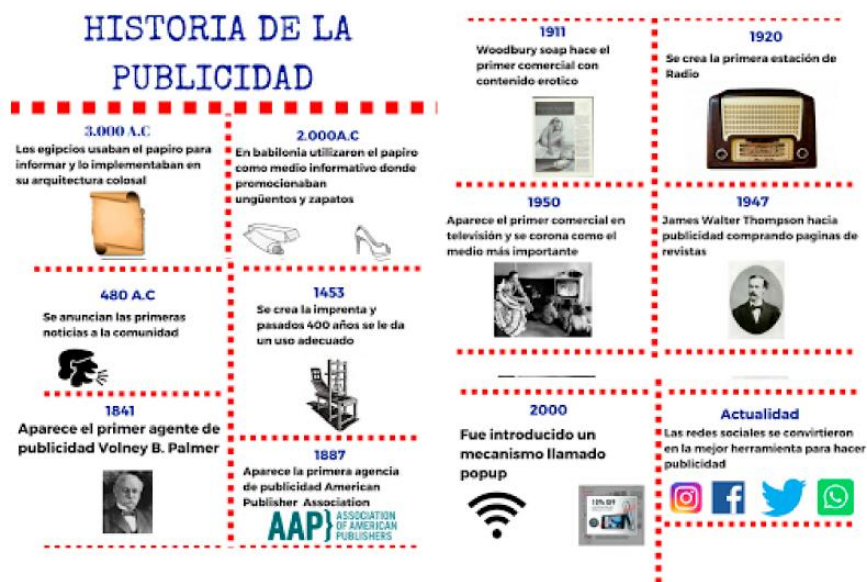 HISTORIA DE LA
PUBLICIDAD
3.000 A.C
Los egipcios usaban el papiro para
informar y lo implementaban en
su arquitectura colosal
2.000A.C
En babilonia utilizaron el papiro
como medio informativo donde
promocionaban
ungüentos y zapatos
480 A.C
Se anuncian las primeras
noticias a la comunidad
1453
Se crea la imprenta y
pasados 400 años se le da
un uso adecuado
1841
Aparece el primer agente de
publicidad Volney B. Palmer
1887
Aparece la primera agencia
de publicidad American
Publisher Association
AAP} ASSOCIATION
OF AMERICAN
PUBLISHERS
1911
Woodbury soap hace el
primer comercial con
contenido erotico
1920
Se crea la primera estación de
Radio
1950
Aparece el primer comercial en
televisión y se corona como el
medio más importante
1947
James Walter Thompson hacia
publicidad comprando paginas de
revistas
2000
Fue introducido un
mecanismo llamado
popup
Actualidad
Las redes sociales se convirtieron
en la mejor herramienta para hacer
publicidad